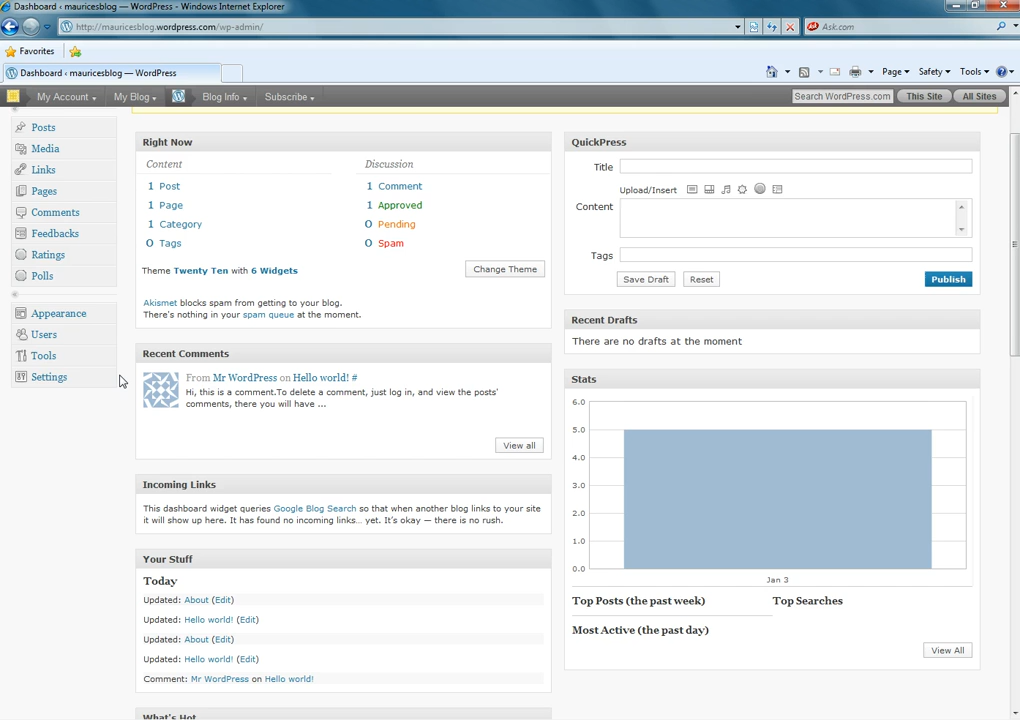 Dashboard ‹ mauricesblog — WordPress - Windows Internet Explorer
http://mauricesblog.wordpress.com/wp-admin/
Ask.com
Favorites
Dashboard ‹ mauricesblog — WordPress
Page Safety Tools
My Account My Blog Blog Info Subscribe Search WordPress.com This Site All Sites
Posts
Media
Links
Pages
Comments
Feedbacks
Ratings
Polls
Appearance
Users
Tools
Settings
Right Now
Content Discussion
1 Post 1 Comment
1 Page 1 Approved
1 Category 0 Pending
0 Tags 0 Spam
Theme Twenty Ten with 6 Widgets Change Theme
Akismet blocks spam from getting to your blog.
There's nothing in your spam queue at the moment.
Recent Comments
From Mr WordPress on Hello world! #
Hi, this is a comment.To delete a comment, just log in, and view the posts'
comments, there you will have ...
View all
Incoming Links
This dashboard widget queries Google Blog Search so that when another blog links to your site
it will show up here. It has found no incoming links… yet. It's okay — there is no rush.
Your Stuff
Today
Updated: About (Edit)
Updated: Hello world! (Edit)
Updated: About (Edit)
Updated: Hello world! (Edit)
Comment: Mr WordPress on Hello world!
What's Hot
QuickPress
Title
Upload/Insert
Content
Tags
Save Draft Reset Publish
Recent Drafts
There are no drafts at the moment
Stats
6.0
5.0
4.0
3.0
2.0
1.0
0.0
Jan 3
Top Posts (the past week) Top Searches
Most Active (the past day)
View All